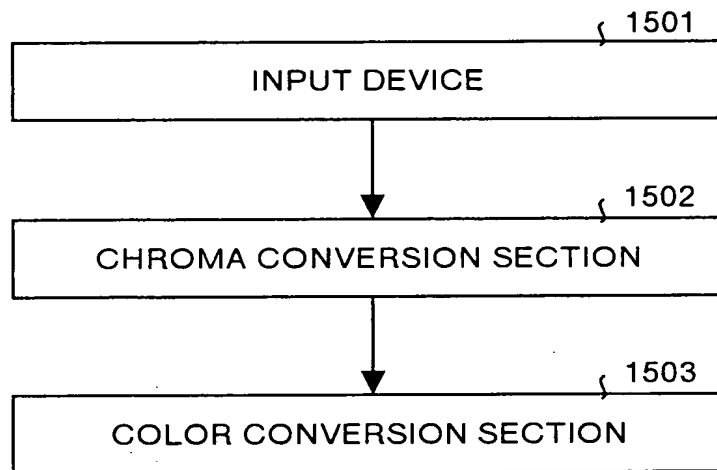 1501
INPUT DEVICE
1502
CHROMA CONVERSION SECTION
1503
COLOR CONVERSION SECTION